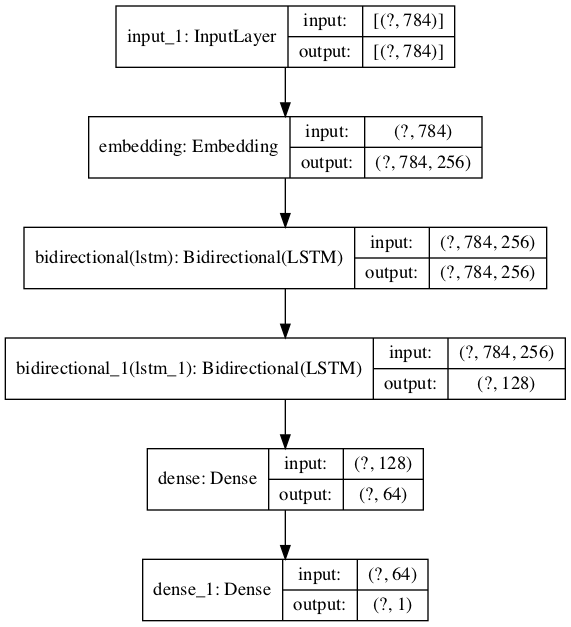 input_1: InputLayer
input: [(?, 784)]
output: [(?, 784)]
embedding: Embedding
input: (?, 784)
output: (?, 784, 256)
bidirectional(lstm): Bidirectional(LSTM)
input: (?, 784, 256)
output: (?, 784, 256)
bidirectional_1(lstm_1): Bidirectional(LSTM)
input: (?, 784, 256)
output: (?, 128)
dense: Dense
input: (?, 128)
output: (?, 64)
dense_1: Dense
input: (?, 64)
output: (?, 1)